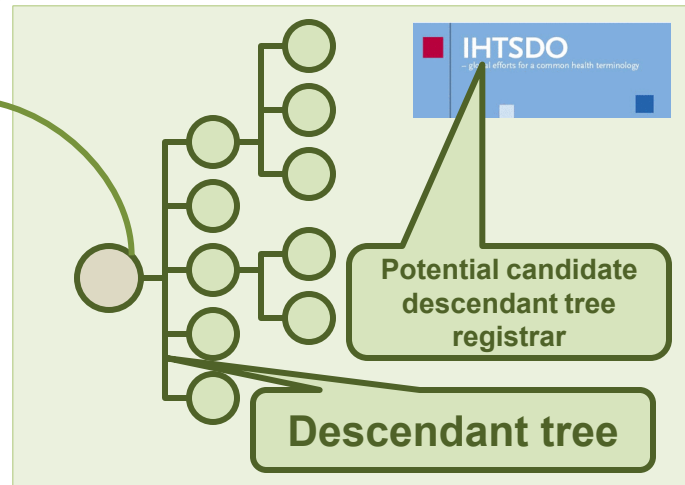 IHTSDO
– global efforts for a common health terminology
Potential candidate
descendant tree
registrar
Descendant tree